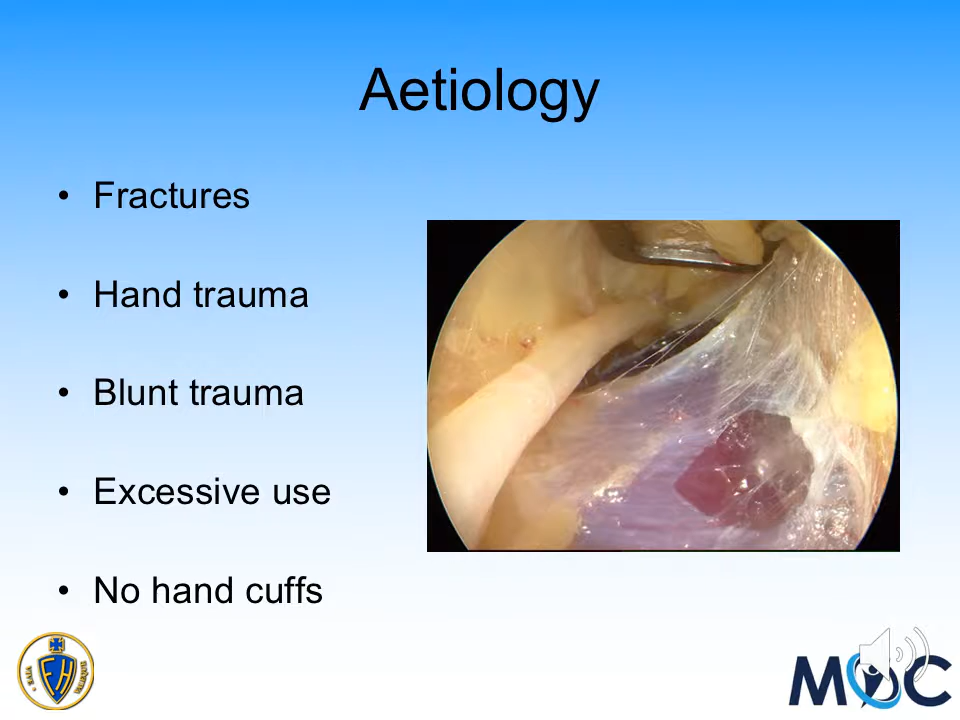 Aetiology
• Fractures
• Hand trauma
• Blunt trauma
• Excessive use
• No hand cuffs
MOC